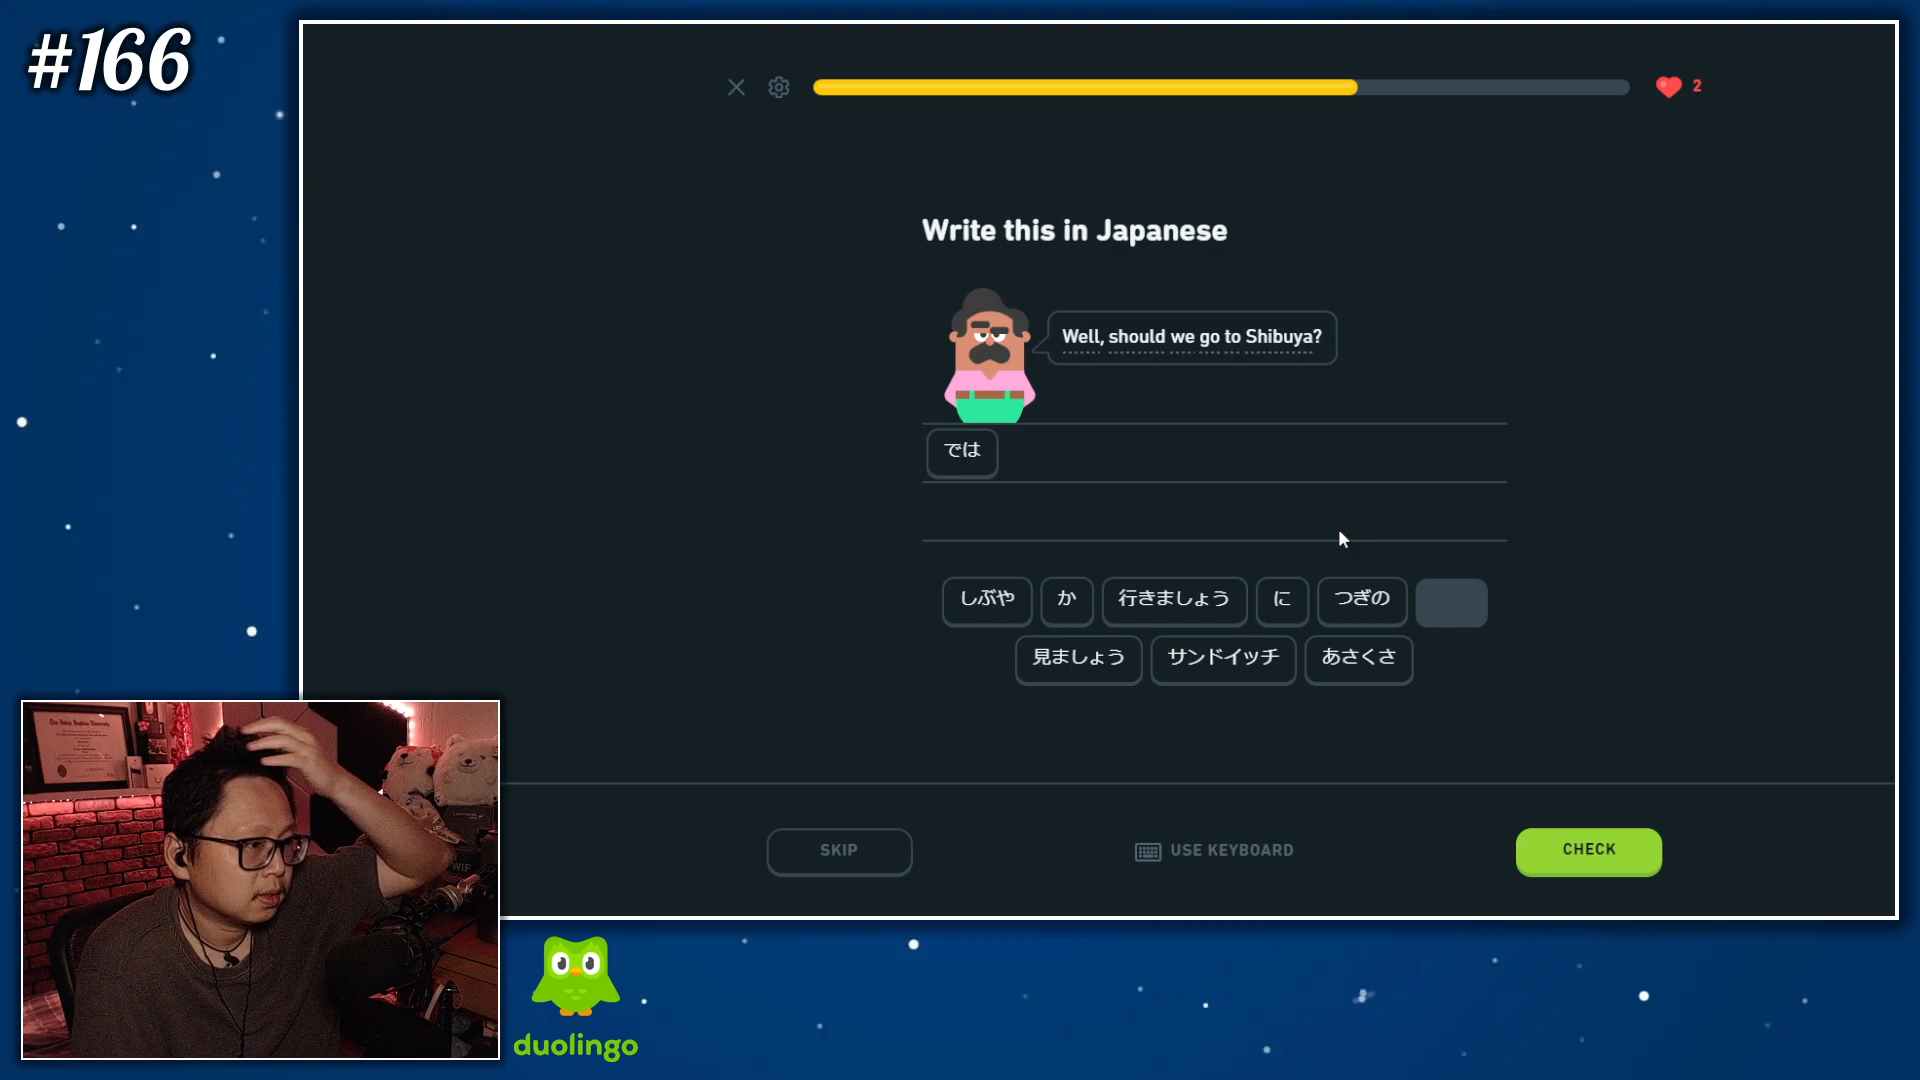 #166
2
Write this in Japanese
Well, should we go to Shibuya?
では
しぶや か 行きましょう に つぎの
見ましょう サンドイッチ あさくさ
SKIP
USE KEYBOARD
CHECK
duolingo